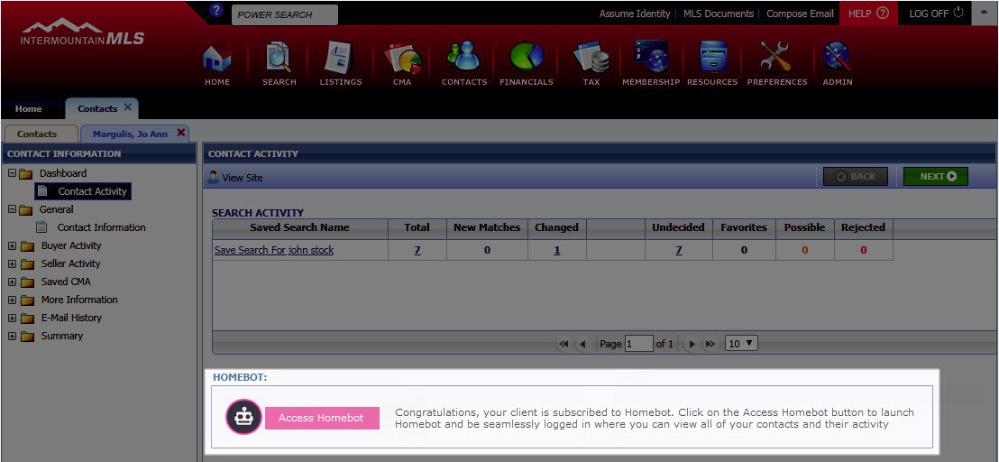 POWER SEARCH
Assume Identity | MLS Documents | Compose Email HELP ? LOG OFF
INTERMOUNTAIN MLS
HOME SEARCH LISTINGS CMA CONTACTS FINANCIALS TAX MEMBERSHIP RESOURCES PREFERENCES ADMIN
Home Contacts
Contacts Margulis, Jo Ann
CONTACT INFORMATION
Dashboard
Contact Activity
General
Contact Information
Buyer Activity
Seller Activity
Saved CMA
More Information
E-Mail History
Summary
CONTACT ACTIVITY
View Site BACK NEXT
SEARCH ACTIVITY
Saved Search Name Total New Matches Changed Undecided Favorites Possible Rejected
Save Search For john stock 7 0 1 7 0 0 0
Page 1 of 1 10
HOMEBOT:
Access Homebot
Congratulations, your client is subscribed to Homebot. Click on the Access Homebot button to launch
Homebot and be seamlessly logged in where you can view all of your contacts and their activity